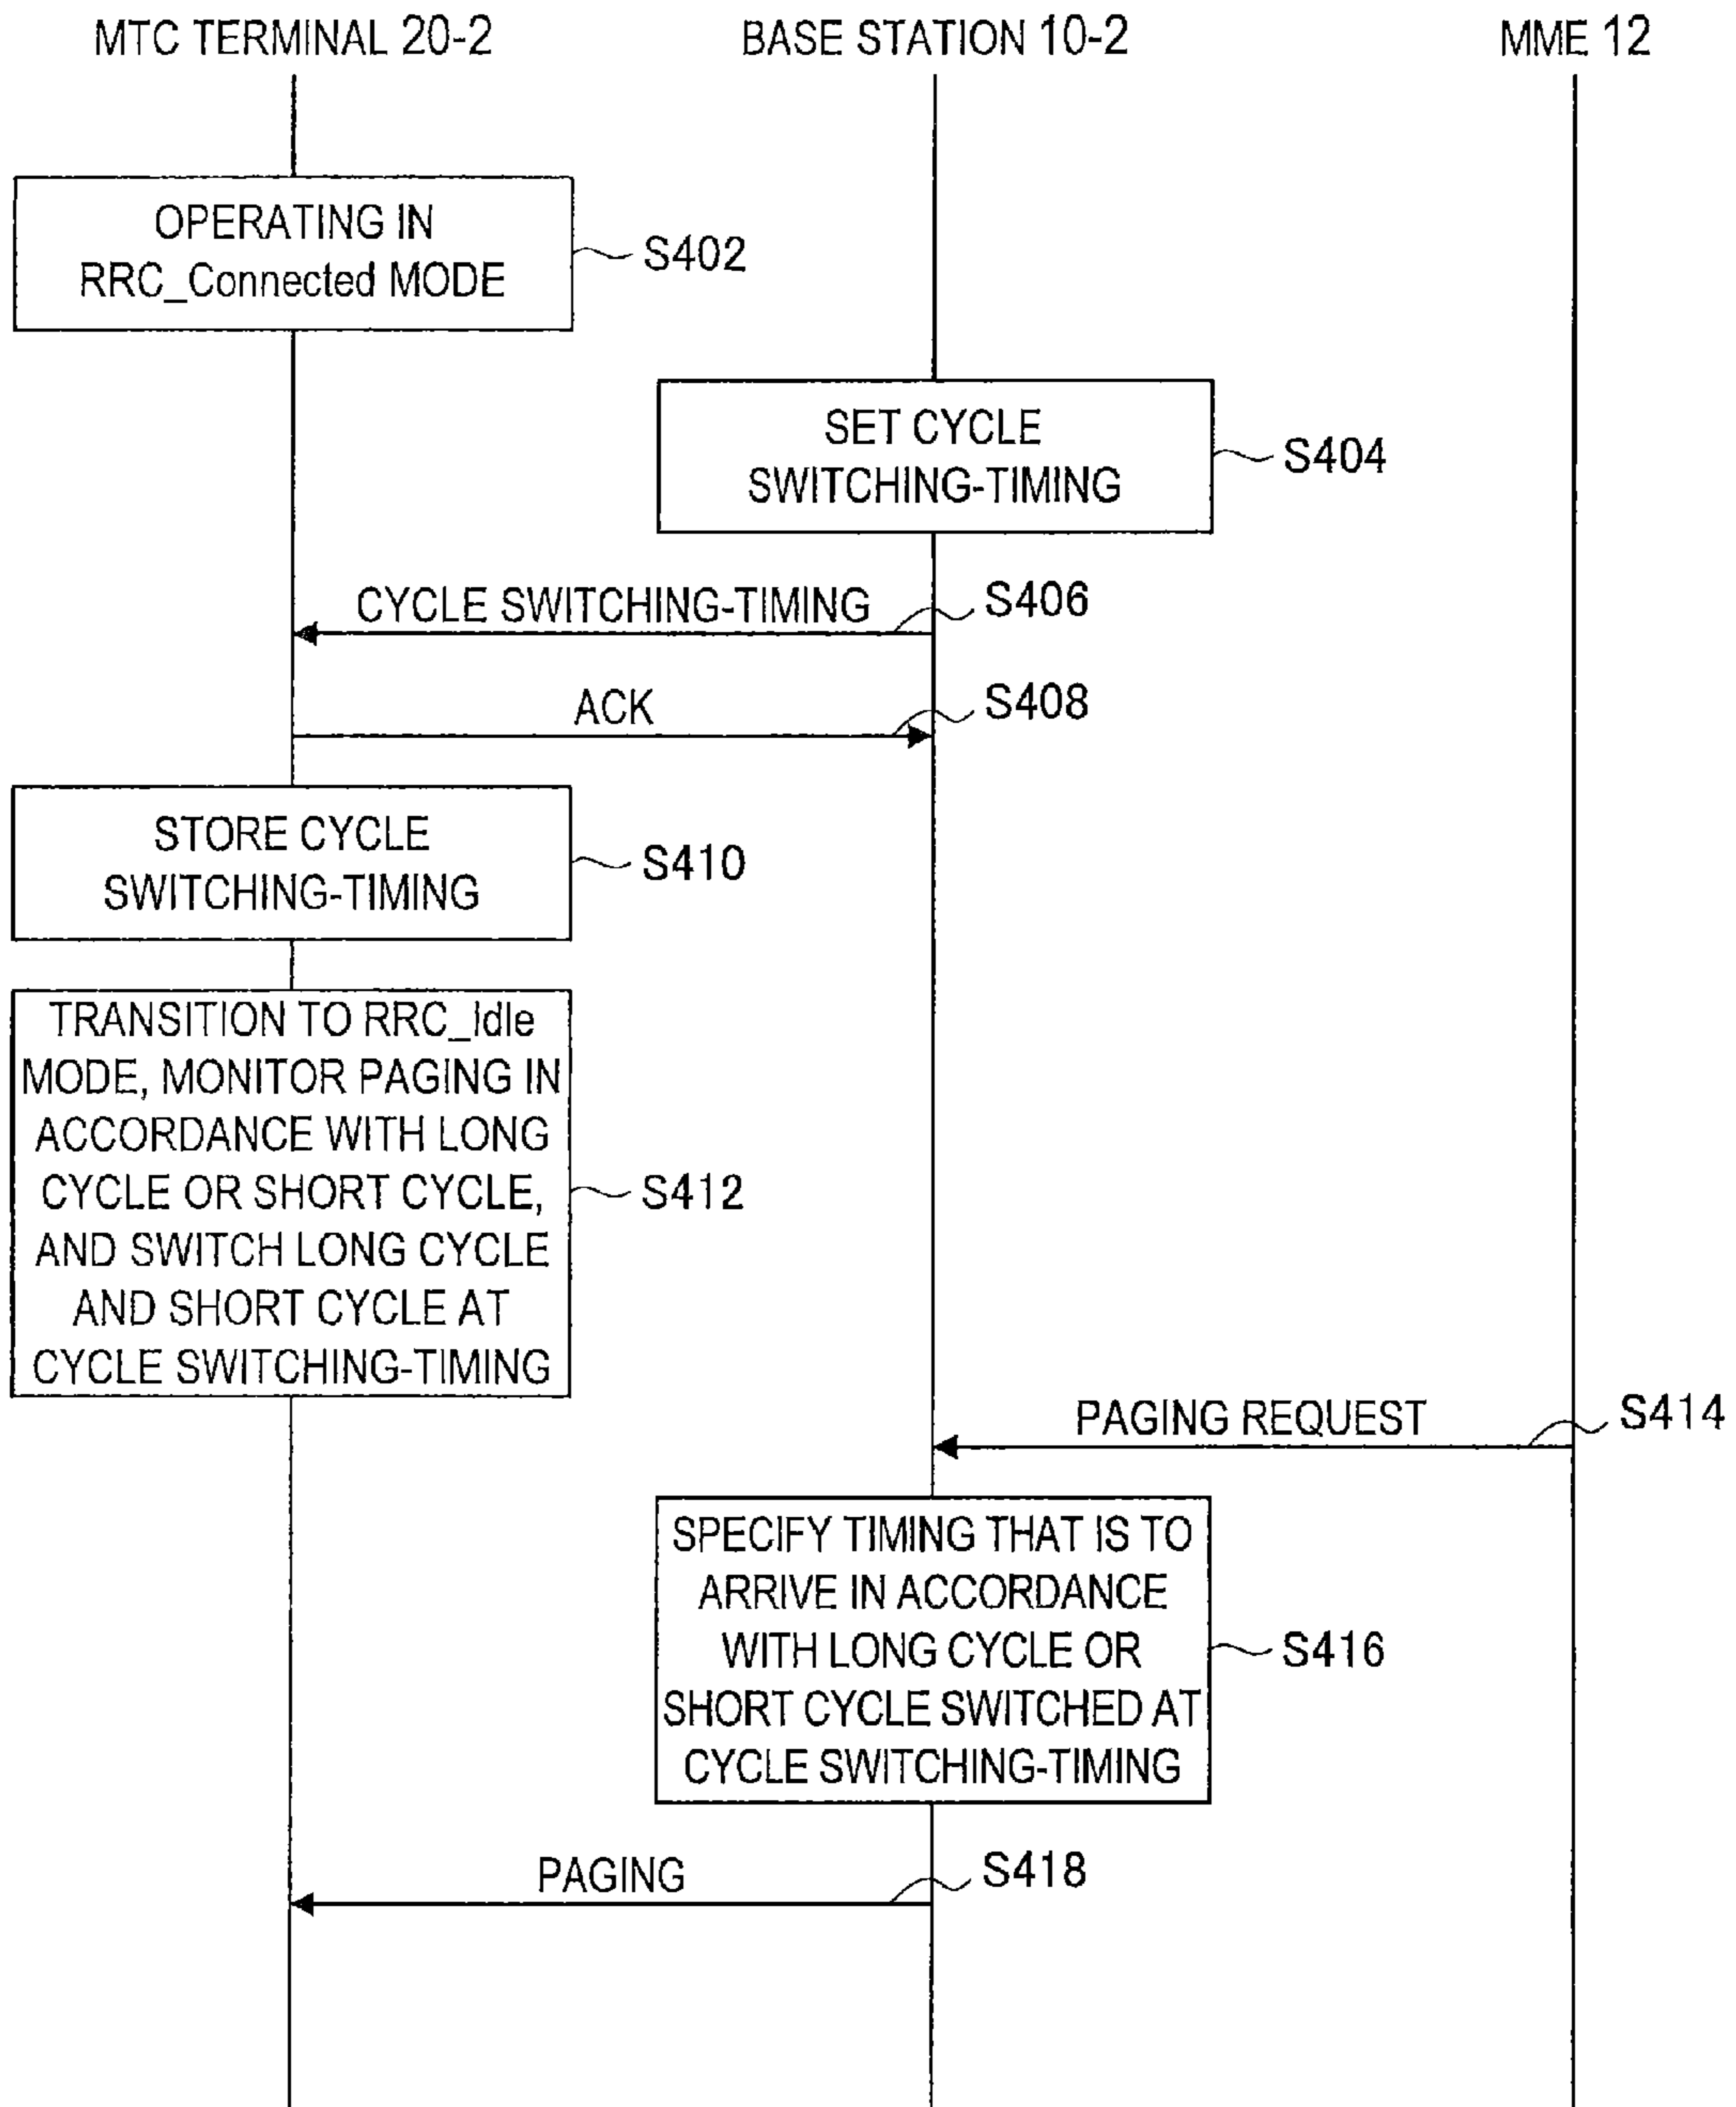 MTC TERMINAL 20-2
BASE STATION 10-2
MME 12
OPERATING IN
RRC_Connected MODE
S402
SET CYCLE
SWITCHING-TIMING
S404
CYCLE SWITCHING-TIMING
S406
ACK
S408
STORE CYCLE
SWITCHING-TIMING
S410
TRANSITION TO RRC_Idle
MODE, MONITOR PAGING IN
ACCORDANCE WITH LONG
CYCLE OR SHORT CYCLE,
AND SWITCH LONG CYCLE
AND SHORT CYCLE AT
CYCLE SWITCHING-TIMING
S412
PAGING REQUEST
S414
SPECIFY TIMING THAT IS TO
ARRIVE IN ACCORDANCE
WITH LONG CYCLE OR
SHORT CYCLE SWITCHED AT
CYCLE SWITCHING-TIMING
S416
PAGING
S418